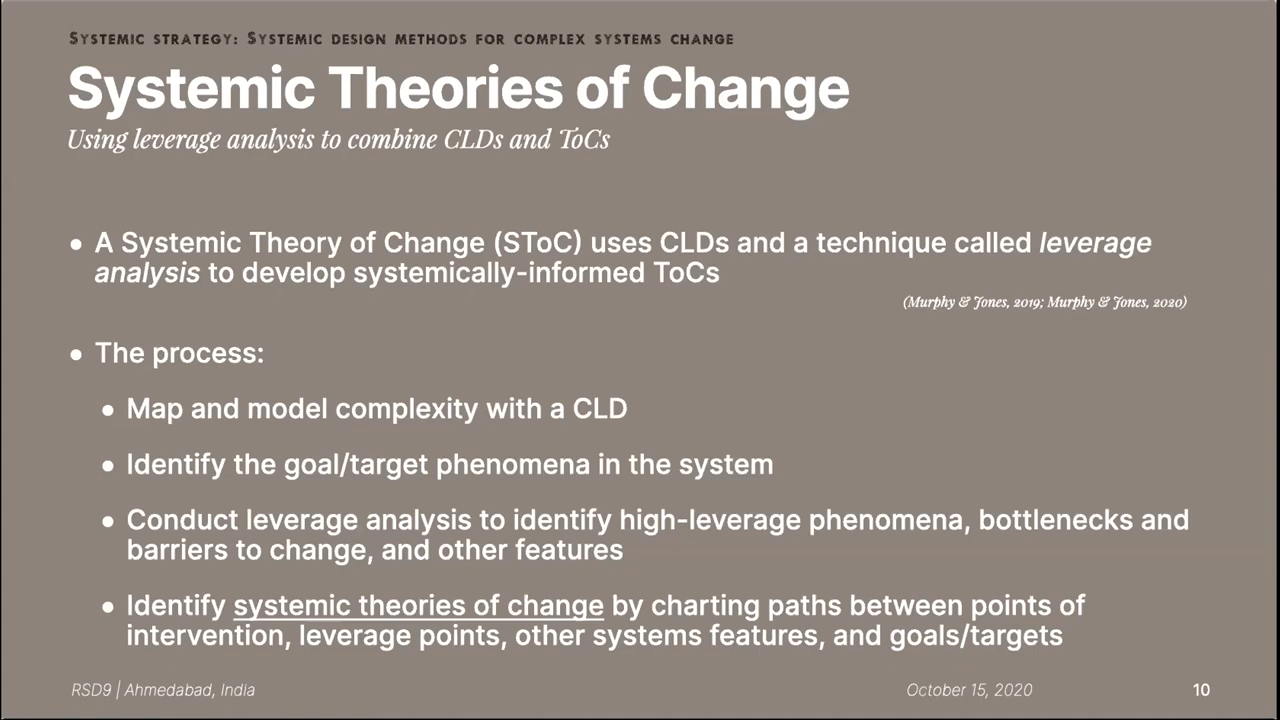 Systemic strategy: Systemic design methods for complex systems change
Systemic Theories of Change
Using leverage analysis to combine CLDs and ToCs
• A Systemic Theory of Change (SToC) uses CLDs and a technique called leverage
analysis to develop systemically-informed ToCs
(Murphy & Jones, 2019; Murphy & Jones, 2020)
• The process:
• Map and model complexity with a CLD
• Identify the goal/target phenomena in the system
• Conduct leverage analysis to identify high-leverage phenomena, bottlenecks and
barriers to change, and other features
• Identify systemic theories of change by charting paths between points of
intervention, leverage points, other systems features, and goals/targets
RSD9 | Ahmedabad, India
October 15, 2020
10